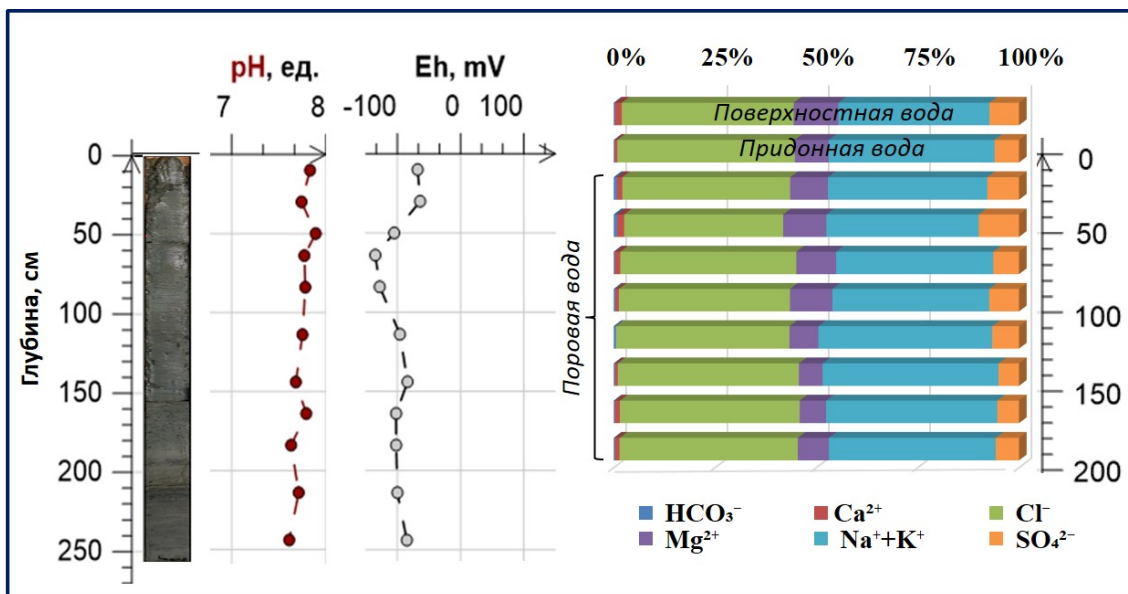 pH, ед.
7 8
Eh, mV
-100 0 100
0% 25% 50% 75% 100%
Поверхностная вода
Придонная вода
Поровая вода
Глубина, см
0
50
100
150
200
250
0
50
100
150
200
HCO₃⁻ Ca²⁺ Cl⁻
Mg²⁺ Na⁺+K⁺ SO₄²⁻